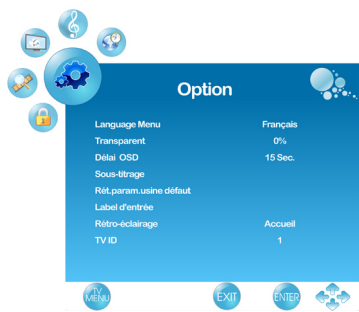 Option
Language Menu Français
Transparent 0%
Délai OSD 15 Sec.
Sous-titrage
Rét.param.usine défaut
Label d'entrée
Rétro-éclairage Accueil
TV ID 1
TV MENU EXIT ENTER